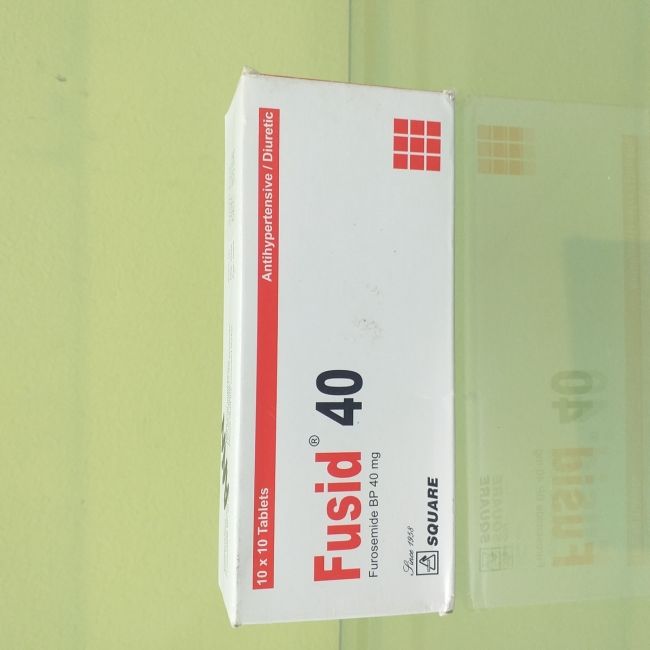 10 x 10 Tablets
Antihypertensive / Diuretic
Fusid® 40
Furosemide BP 40 mg
Since 1958
SQUARE